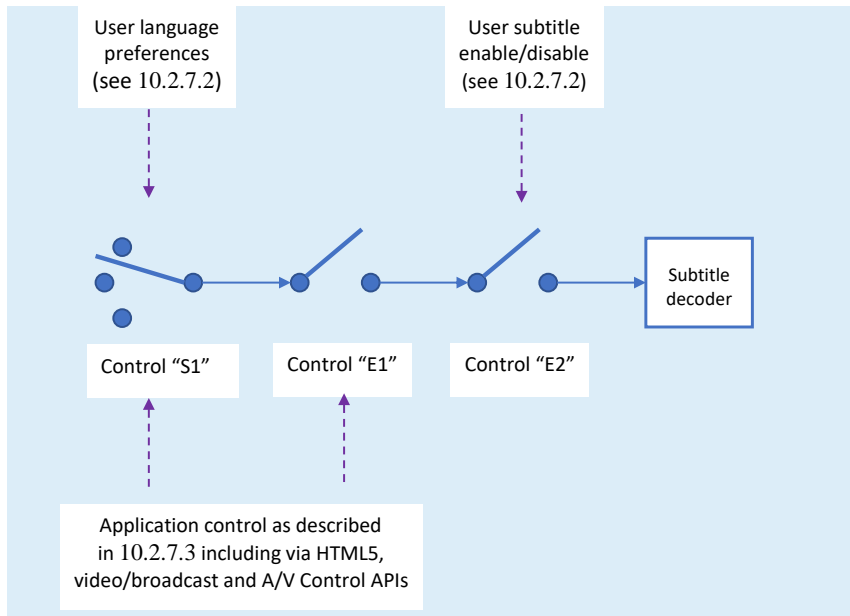 User language
preferences
(see 10.2.7.2)
User subtitle
enable/disable
(see 10.2.7.2)
Subtitle
decoder
Control “S1”
Control “E1”
Control “E2”
Application control as described
in 10.2.7.3 including via HTML5,
video/broadcast and A/V Control APIs